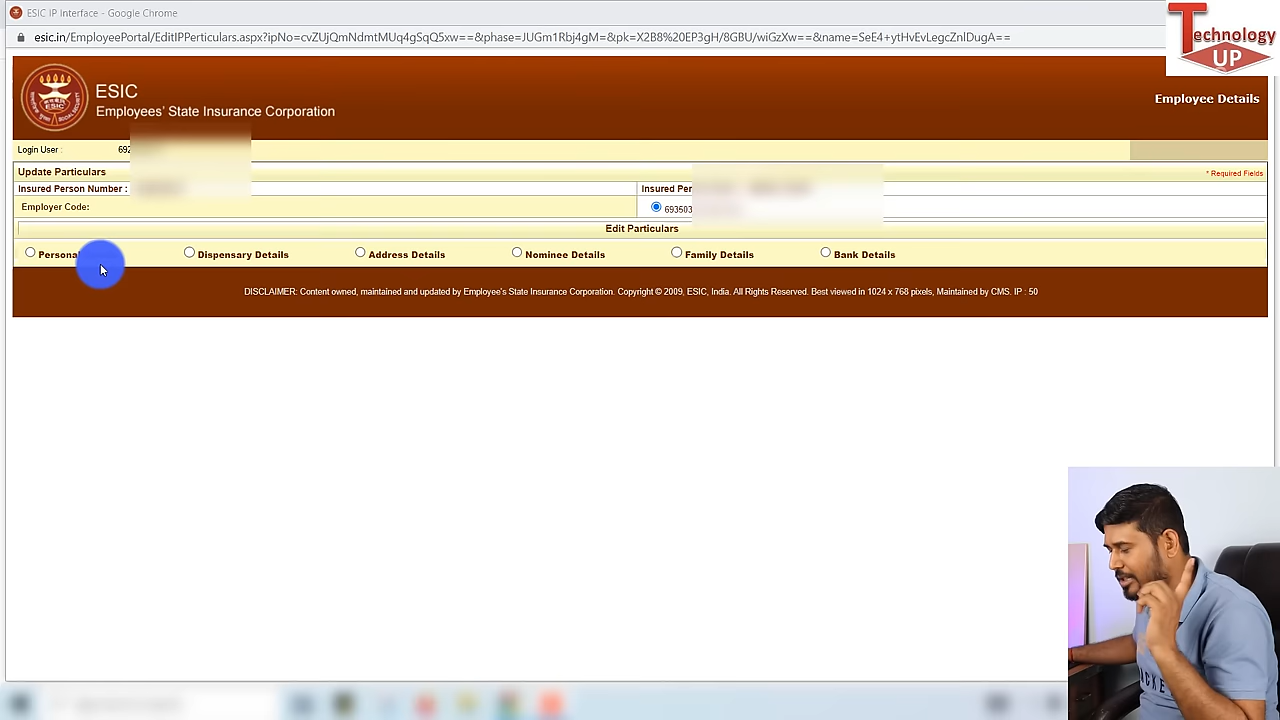 ESIC IP Interface - Google Chrome
esic.in/EmployeePortal/EditIPPerticulars.aspx?ipNo=cvZUjQmNdmtMUq4gSqQ5xw==&phase=JUGm1Rbj4gM=&pk=X2B8%20EP3gH/8GBU/wiGzXw==&name=SeE4+ytHvEvLegcZnlDugA==
Technology
UP
ESIC
Employees' State Insurance Corporation
Employee Details
Login User : 692
Update Particulars
* Required Fields
Insured Person Number :
Insured Per
Employer Code:
693503
Edit Particulars
Personal
Dispensary Details
Address Details
Nominee Details
Family Details
Bank Details
DISCLAIMER: Content owned, maintained and updated by Employee's State Insurance Corporation. Copyright © 2009, ESIC, India. All Rights Reserved. Best viewed in 1024 x 768 pixels, Maintained by CMS. IP : 50